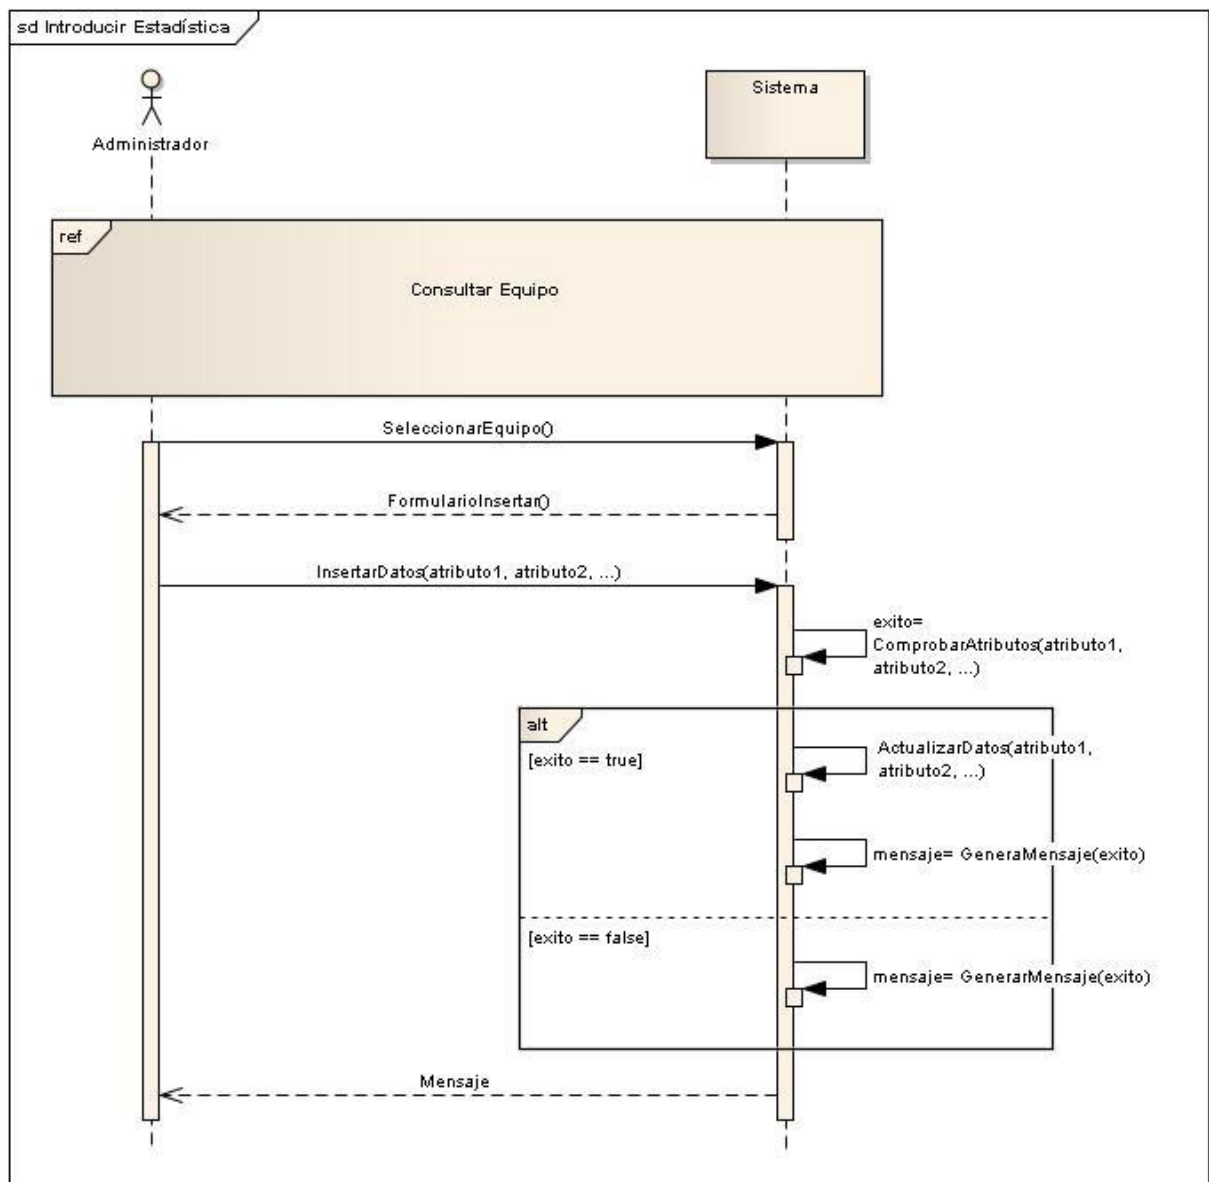 sd Introducir Estadística
Administrador
Sistema
ref
Consultar Equipo
SeleccionarEquipo()
FormularioInsertar()
InsertarDatos(atributo1, atributo2, ...)
exito=
ComprobarAtributos(atributo1,
atributo2, ...)
alt
[exito == true]
ActualizarDatos(atributo1,
atributo2, ...)
mensaje= GeneraMensaje(exito)
[exito == false]
mensaje= GenerarMensaje(exito)
Mensaje